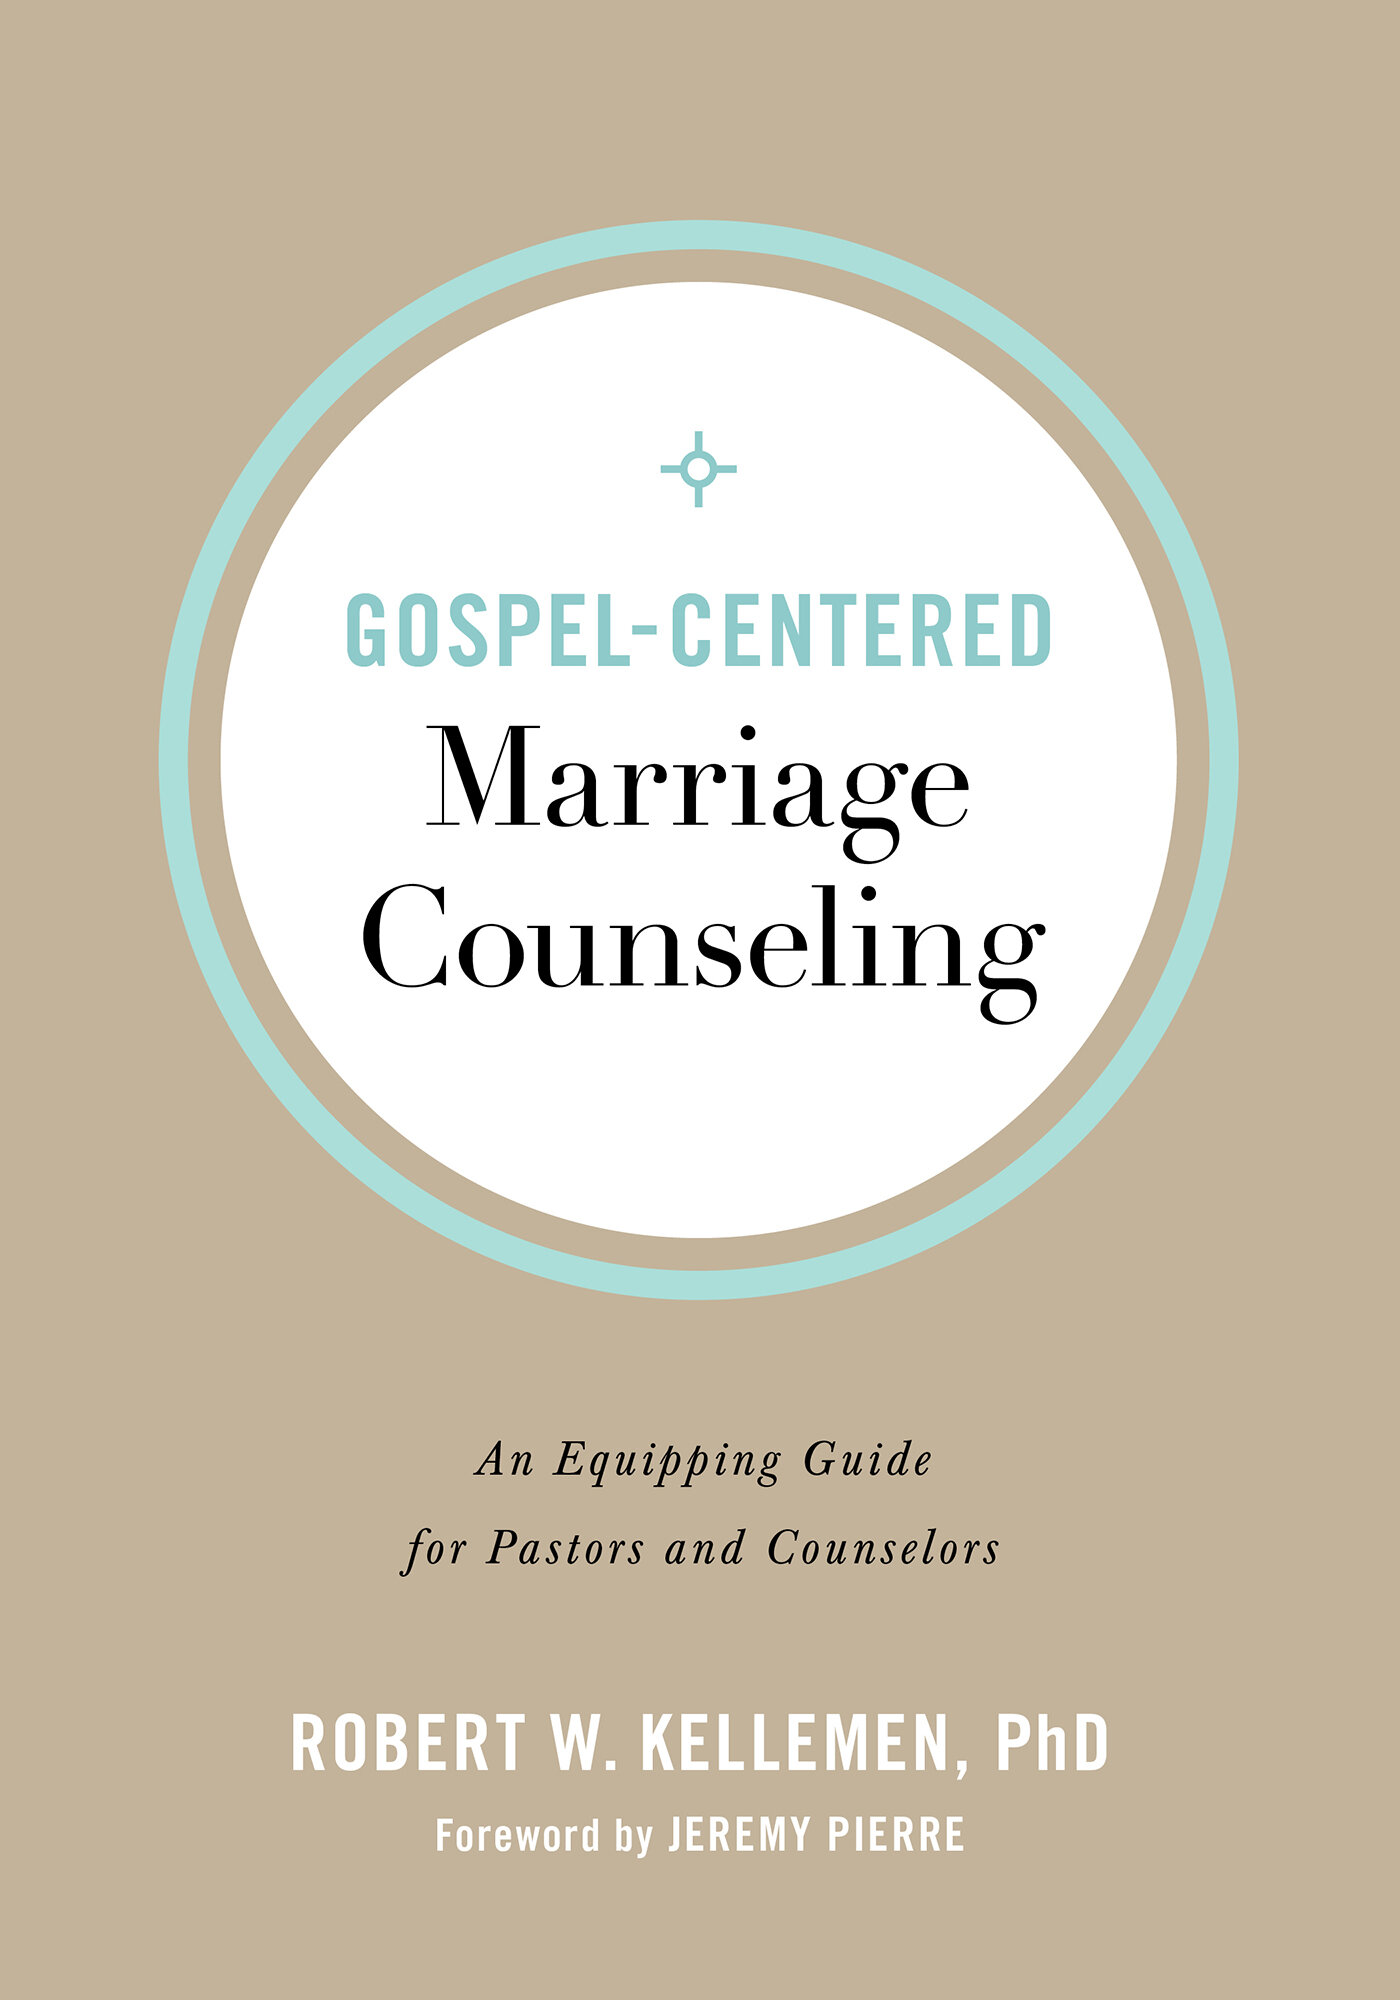 GOSPEL-CENTERED
Marriage
Counseling
An Equipping Guide
for Pastors and Counselors
ROBERT W. KELLEMEN, PhD
Foreword by JEREMY PIERRE